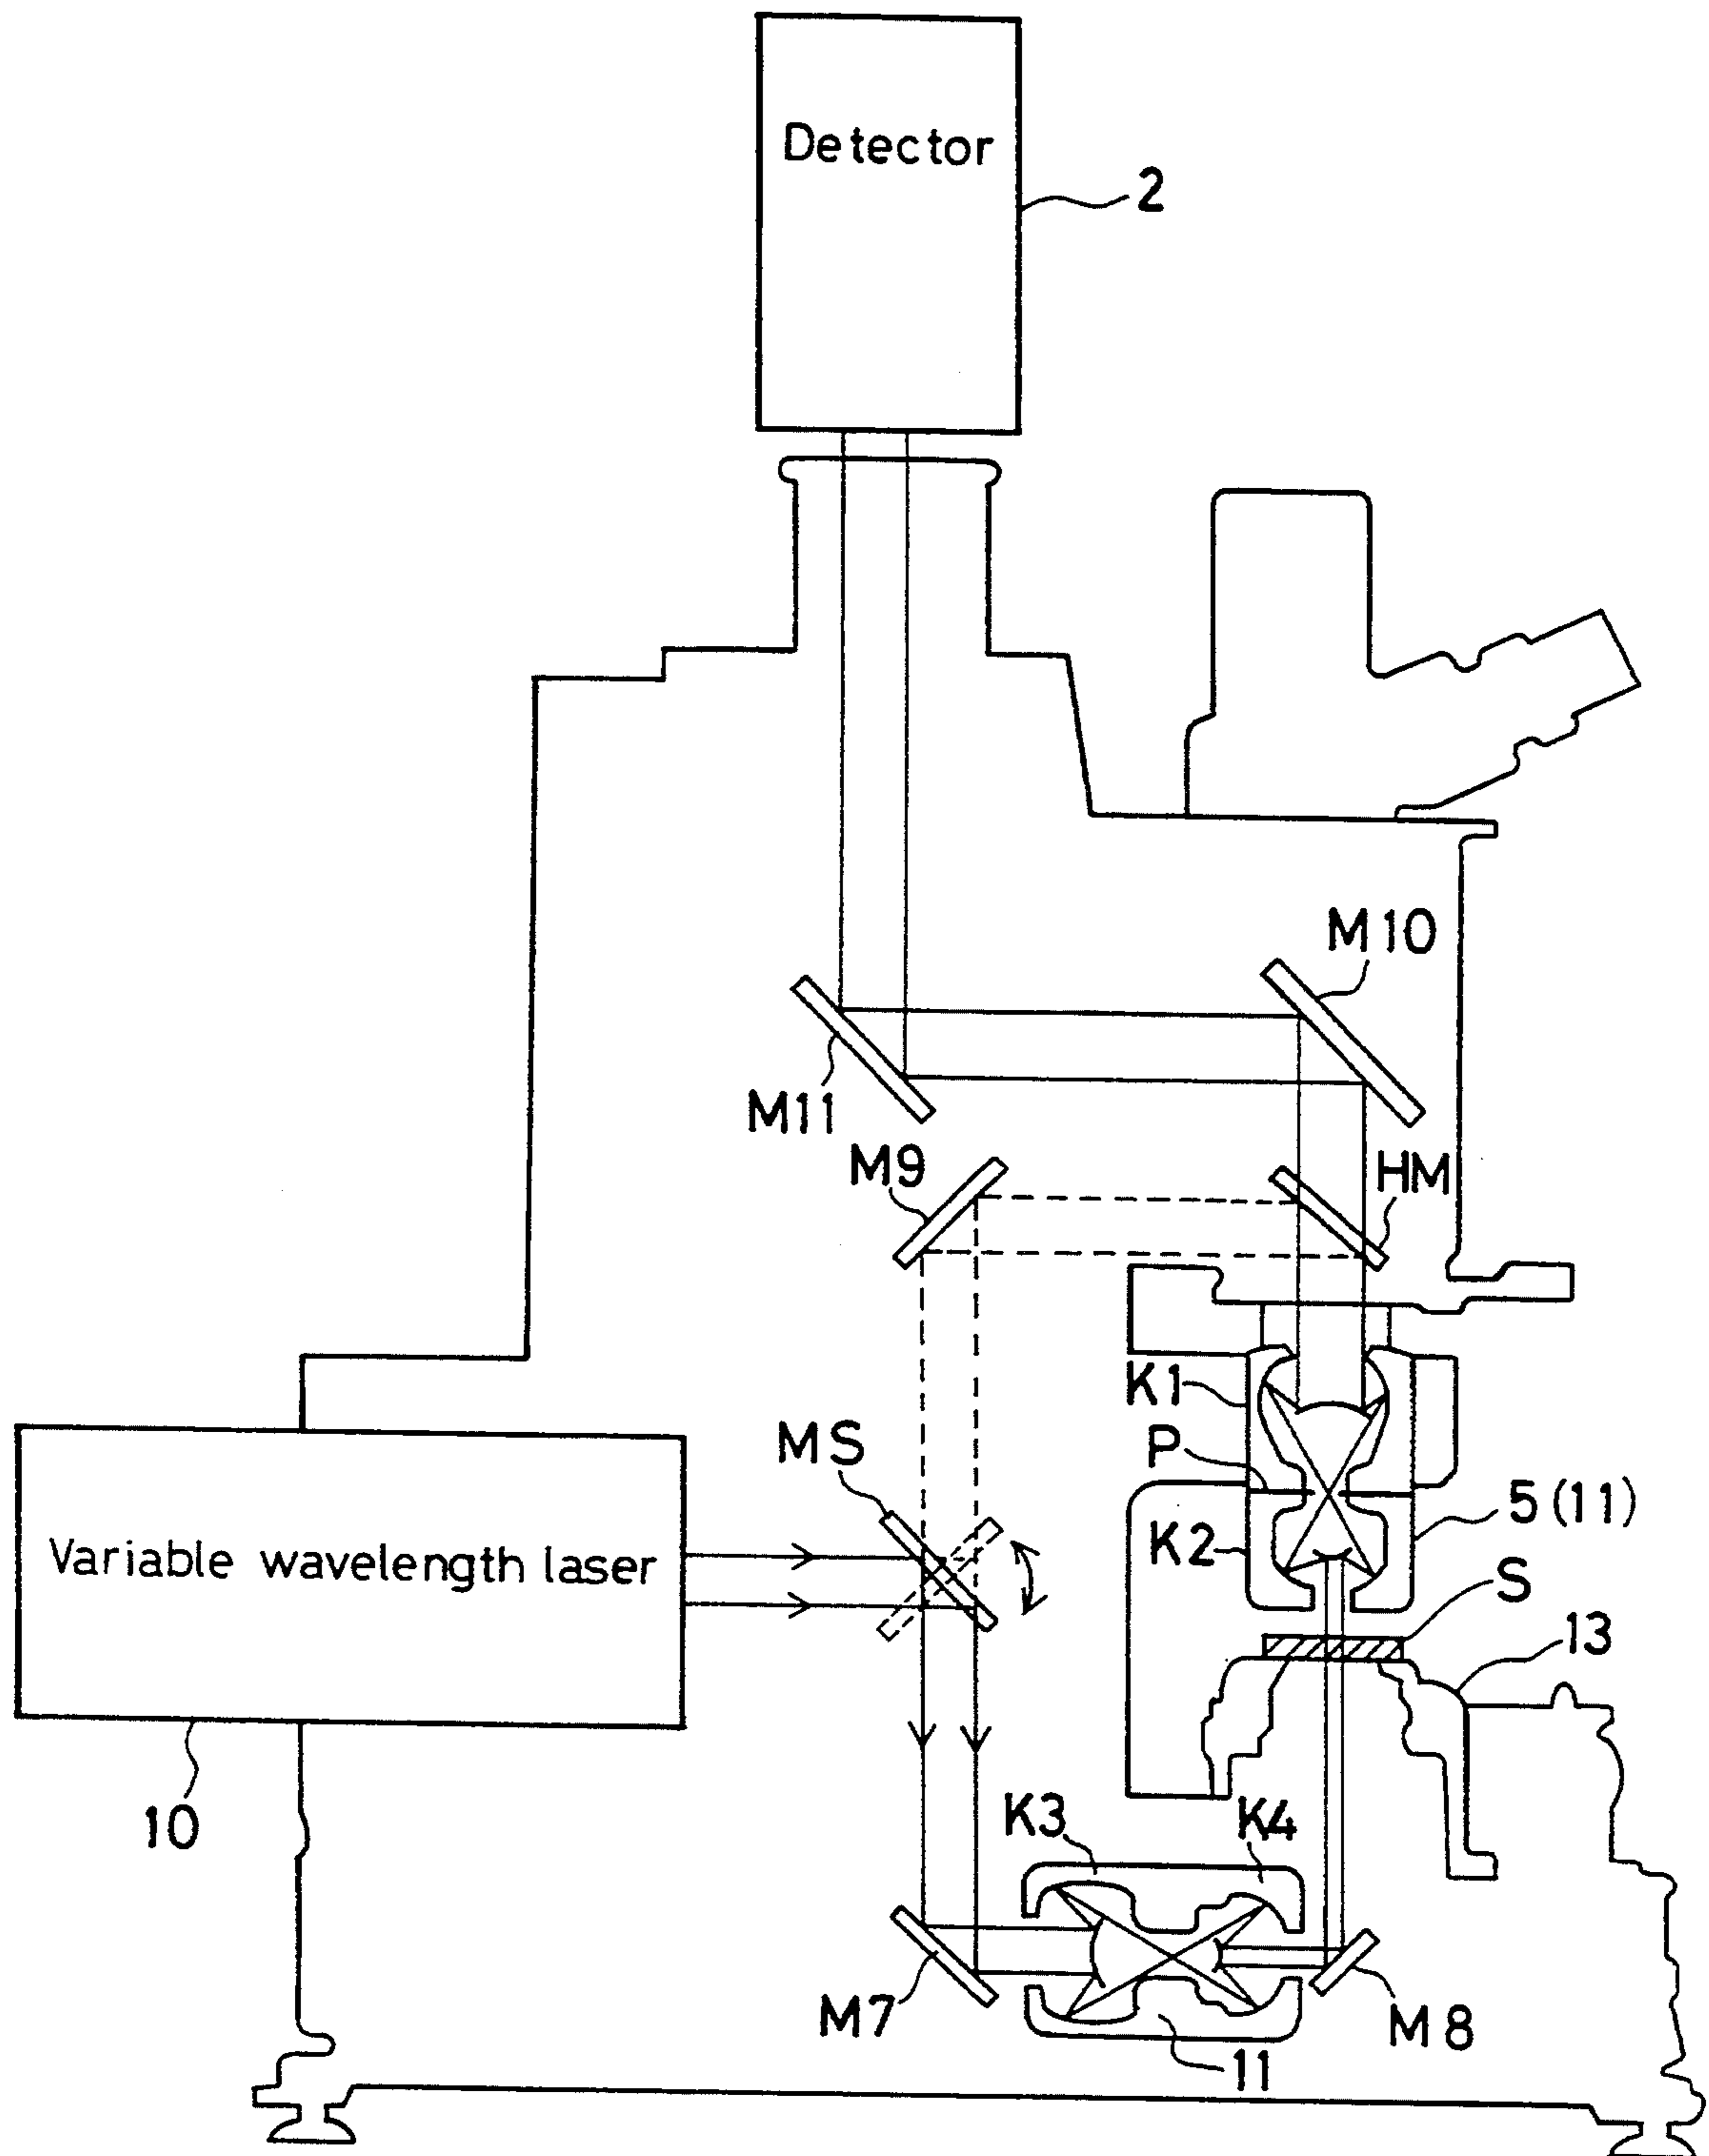 Detector
2
M10
M11
M9
HM
K1
MS
P
5(11)
K2
Variable wavelength laser
S
13
10
K3
K4
M7
M8
11